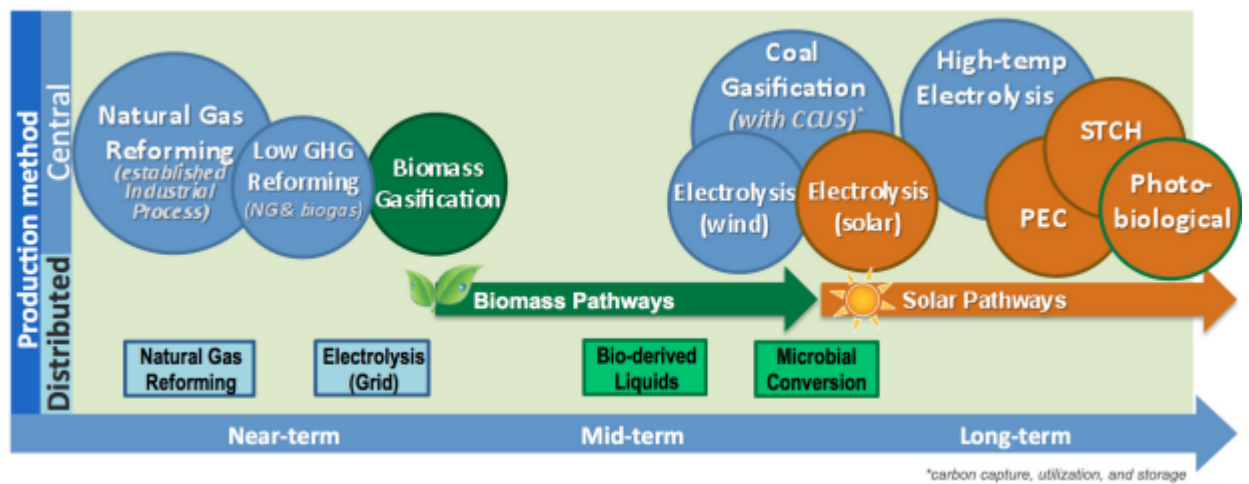 Production method
Central
Distributed
Natural Gas
Reforming
(established
Industrial
Process)
Low GHG
Reforming
(NG & biogas)
Biomass
Gasification
Coal
Gasification
(with CCUS)*
Electrolysis
(wind)
Electrolysis
(solar)
High-temp
Electrolysis
STCH
PEC
Photo-
biological
Biomass Pathways
Solar Pathways
Natural Gas
Reforming
Electrolysis
(Grid)
Bio-derived
Liquids
Microbial
Conversion
Near-term
Mid-term
Long-term
*carbon capture, utilization, and storage